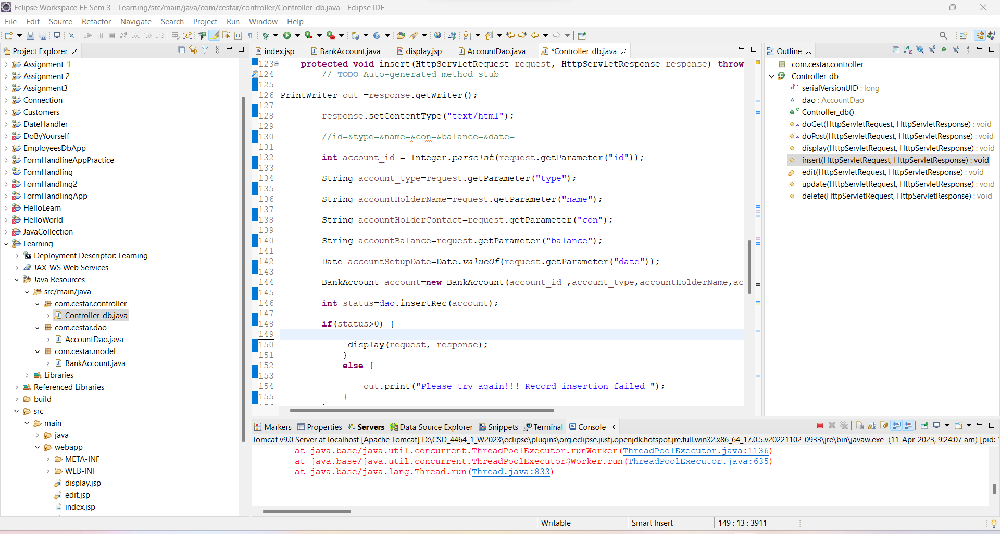 Eclipse Workspace EE Sem 3 - Learning/src/main/java/com/cestar/controller/Controller_db.java - Eclipse IDE
File Edit Source Refactor Navigate Search Project Run Window Help
Project Explorer
Assignment_1
Assignment 2
Assignment3
Connection
Customers
DateHandler
DoByYourself
EmployeesDbApp
FormHandlineAppPractice
FormHandling
FormHandling2
FormHandlingApp
HelloLearn
HelloWorld
JavaCollection
Learning
Deployment Descriptor: Learning
JAX-WS Web Services
Java Resources
src/main/java
com.cestar.controller
Controller_db.java
com.cestar.dao
AccountDao.java
com.cestar.model
BankAccount.java
Libraries
Referenced Libraries
build
src
main
java
webapp
META-INF
WEB-INF
display.jsp
edit.jsp
index.jsp
index.jsp BankAccount.java display.jsp AccountDao.java *Controller_db.java
123 protected void insert(HttpServletRequest request, HttpServletResponse response) throw
124 // TODO Auto-generated method stub
125
126 PrintWriter out =response.getWriter();
127
128 response.setContentType("text/html");
129
130 //id=&type=&name=&con=&balance=&date=
131
132 int account_id = Integer.parseInt(request.getParameter("id"));
133
134 String account_type=request.getParameter("type");
135
136 String accountHolderName=request.getParameter("name");
137
138 String accountHolderContact=request.getParameter("con");
139
140 String accountBalance=request.getParameter("balance");
141
142 Date accountSetupDate=Date.valueOf(request.getParameter("date"));
143
144 BankAccount account=new BankAccount(account_id ,account_type,accountHolderName,ac
145
146 int status=dao.insertRec(account);
147
148 if(status>0) {
149
150 display(request, response);
151 }
152 else {
153
154 out.print("Please try again!!! Record insertion failed ");
155 }
Outline
com.cestar.controller
Controller_db
serialVersionUID : long
dao : AccountDao
Controller_db()
doGet(HttpServletRequest, HttpServletResponse) : void
doPost(HttpServletRequest, HttpServletResponse) : void
display(HttpServletRequest, HttpServletResponse) : void
insert(HttpServletRequest, HttpServletResponse) : void
edit(HttpServletRequest, HttpServletResponse) : void
update(HttpServletRequest, HttpServletResponse) : void
delete(HttpServletRequest, HttpServletResponse) : void
Markers Properties Servers Data Source Explorer Snippets Terminal Console
Tomcat v9.0 Server at localhost [Apache Tomcat] D:\CSD_4464_1_W2023\eclipse\plugins\org.eclipse.justj.openjdk.hotspot.jre.full.win32.x86_64_17.0.5.v20221102-0933\jre\bin\javaw.exe (11-Apr-2023, 9:24:07 am) [pid:
at java.base/java.util.concurrent.ThreadPoolExecutor.runWorker(ThreadPoolExecutor.java:1136)
at java.base/java.util.concurrent.ThreadPoolExecutor$Worker.run(ThreadPoolExecutor.java:635)
at java.base/java.lang.Thread.run(Thread.java:833)
Writable Smart Insert 149 : 13 : 3911